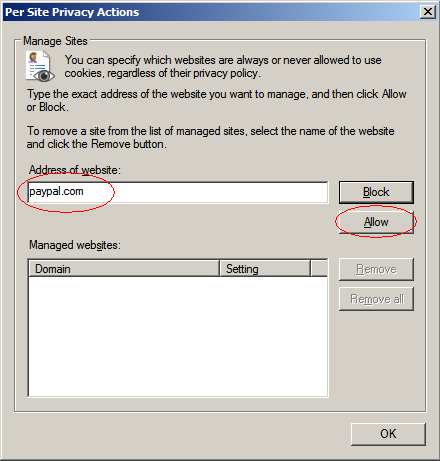 Per Site Privacy Actions
Manage Sites
You can specify which websites are always or never allowed to use
cookies, regardless of their privacy policy.
Type the exact address of the website you want to manage, and then click Allow
or Block.
To remove a site from the list of managed sites, select the name of the website
and click the Remove button.
Address of website:
paypal.com
Block
Allow
Managed websites:
Domain
Setting
Remove
Remove all
OK